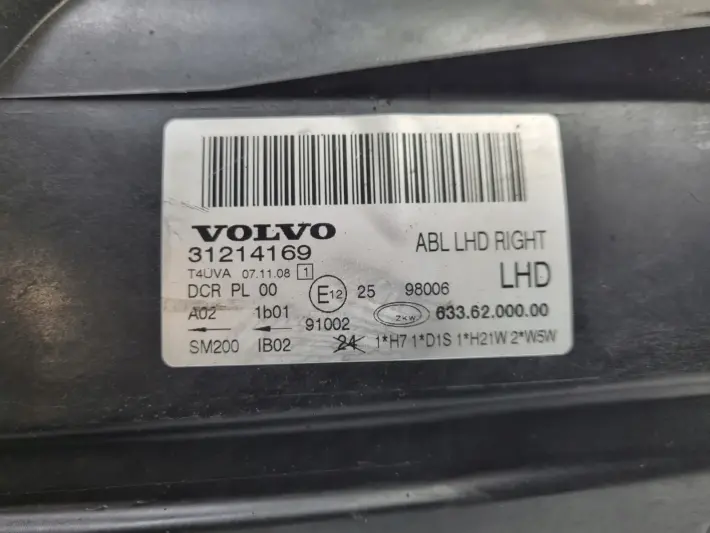 VOLVO
31214169
ABL LHD RIGHT
T4UVA 07.11.08 1
LHD
DCR PL 00 E12 25 98006
A02 1b01 91002 ZKW 633.62.000.00
SM200 IB02 24 1*H7 1*D1S 1*H21W 2*W5W